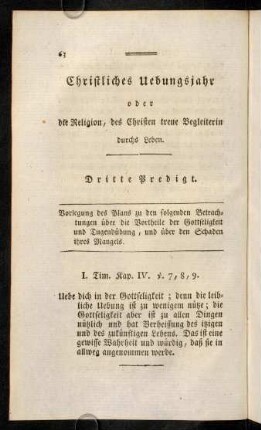 62
Christliches Uebungsjahr
oder
die Religion, des Christen treue Begleiterin
durchs Leben.
Dritte Predigt.
Vorlegung des Plans zu den folgenden Betrach-
tungen über die Vortheile der Gottseligkeit
und Tugendübung, und über den Schaden
ihres Mangels.
I. Tim. Kap. IV. v. 7, 8, 9.
Uebe dich in der Gottseligkeit; denn die leib-
liche Uebung ist zu wenigem nütze; die
Gottseligkeit aber ist zu allen Dingen
nützlich und hat Verheissung des itzigen
und des zukünftigen Lebens. Das ist eine
gewisse Wahrheit und würdig, daß sie in
allweg angenommen werde.